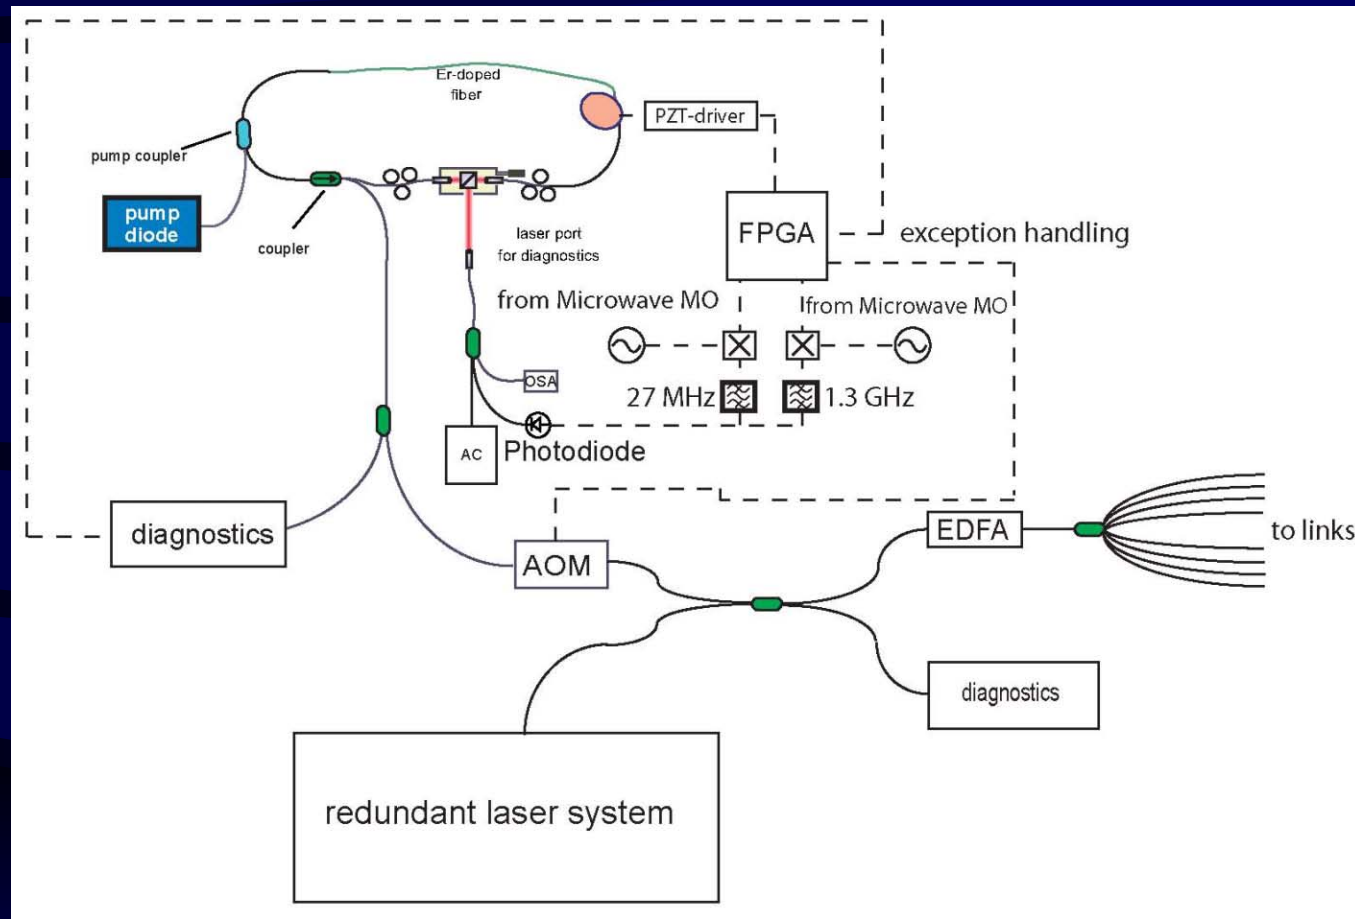 Er-doped
fiber
PZT-driver
pump coupler
pump
diode
coupler
laser port
for diagnostics
FPGA
exception handling
from Microwave MO
from Microwave MO
OSA
27 MHz
1.3 GHz
AC
Photodiode
diagnostics
AOM
EDFA
to links
diagnostics
redundant laser system